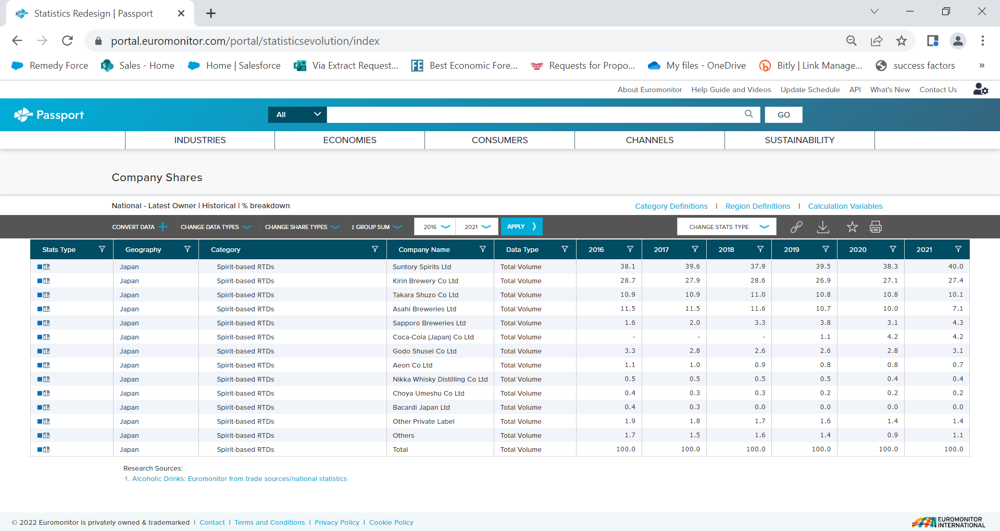 Statistics Redesign | Passport
portal.euromonitor.com/portal/statisticsevolution/index
Remedy Force Sales - Home Home | Salesforce Via Extract Request... FE Best Economic Fore... Requests for Propo... My files - OneDrive Bitly | Link Manage... success factors »
About Euromonitor Help Guide and Videos Update Schedule API What's New Contact Us
Passport All GO
INDUSTRIES ECONOMIES CONSUMERS CHANNELS SUSTAINABILITY
Company Shares
National - Latest Owner | Historical | % breakdown Category Definitions | Region Definitions | Calculation Variables
CONVERT DATA CHANGE DATA TYPES CHANGE SHARE TYPES Σ GROUP SUM 2016 2021 APPLY CHANGE STATS TYPE
Stats Type Geography Category Company Name Data Type 2016 2017 2018 2019 2020 2021
Japan Spirit-based RTDs Suntory Spirits Ltd Total Volume 38.1 39.6 37.9 39.5 38.3 40.0
Japan Spirit-based RTDs Kirin Brewery Co Ltd Total Volume 28.7 27.9 28.6 26.9 27.1 27.4
Japan Spirit-based RTDs Takara Shuzo Co Ltd Total Volume 10.9 10.9 11.0 10.8 10.8 10.1
Japan Spirit-based RTDs Asahi Breweries Ltd Total Volume 11.5 11.5 11.6 10.7 10.0 7.1
Japan Spirit-based RTDs Sapporo Breweries Ltd Total Volume 1.6 2.0 3.3 3.8 3.1 4.3
Japan Spirit-based RTDs Coca-Cola (Japan) Co Ltd Total Volume - - - 1.1 4.2 4.2
Japan Spirit-based RTDs Godo Shusei Co Ltd Total Volume 3.3 2.8 2.6 2.6 2.8 3.1
Japan Spirit-based RTDs Aeon Co Ltd Total Volume 1.1 1.0 0.9 0.8 0.8 0.7
Japan Spirit-based RTDs Nikka Whisky Distilling Co Ltd Total Volume 0.5 0.5 0.5 0.5 0.4 0.4
Japan Spirit-based RTDs Choya Umeshu Co Ltd Total Volume 0.4 0.3 0.3 0.2 0.2 0.2
Japan Spirit-based RTDs Bacardi Japan Ltd Total Volume 0.4 0.3 0.0 0.0 0.0 0.0
Japan Spirit-based RTDs Other Private Label Total Volume 1.9 1.8 1.7 1.6 1.4 1.4
Japan Spirit-based RTDs Others Total Volume 1.7 1.5 1.6 1.4 0.9 1.1
Japan Spirit-based RTDs Total Total Volume 100.0 100.0 100.0 100.0 100.0 100.0
Research Sources:
1. Alcoholic Drinks: Euromonitor from trade sources/national statistics
© 2022 Euromonitor is privately owned & trademarked | Contact | Terms and Conditions | Privacy Policy | Cookie Policy
EUROMONITOR
INTERNATIONAL